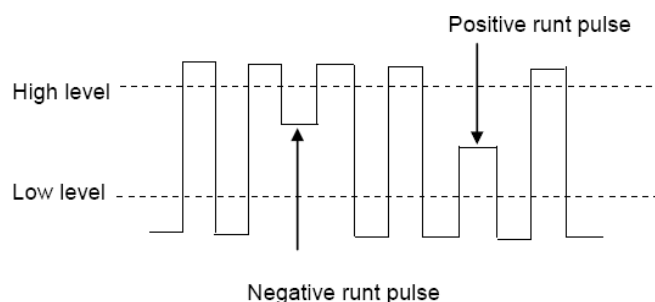 Positive runt pulse
High level
Low level
Negative runt pulse